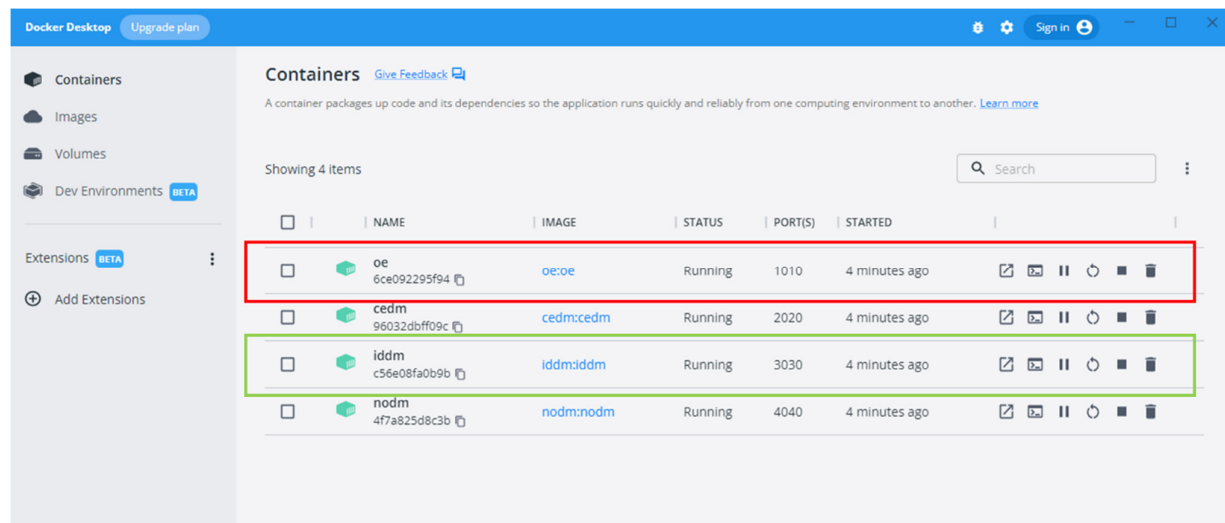 Docker Desktop Upgrade plan Sign in
Containers
Images
Volumes
Dev Environments BETA
Extensions BETA
Add Extensions
Containers Give Feedback
A container packages up code and its dependencies so the application runs quickly and reliably from one computing environment to another. Learn more
Showing 4 items Search
NAME IMAGE STATUS PORT(S) STARTED
oe
6ce092295f94 oe:oe Running 1010 4 minutes ago
cedm
96032dbff09c cedm:cedm Running 2020 4 minutes ago
iddm
c56e08fa0b9b iddm:iddm Running 3030 4 minutes ago
nodm
4f7a825d8c3b nodm:nodm Running 4040 4 minutes ago